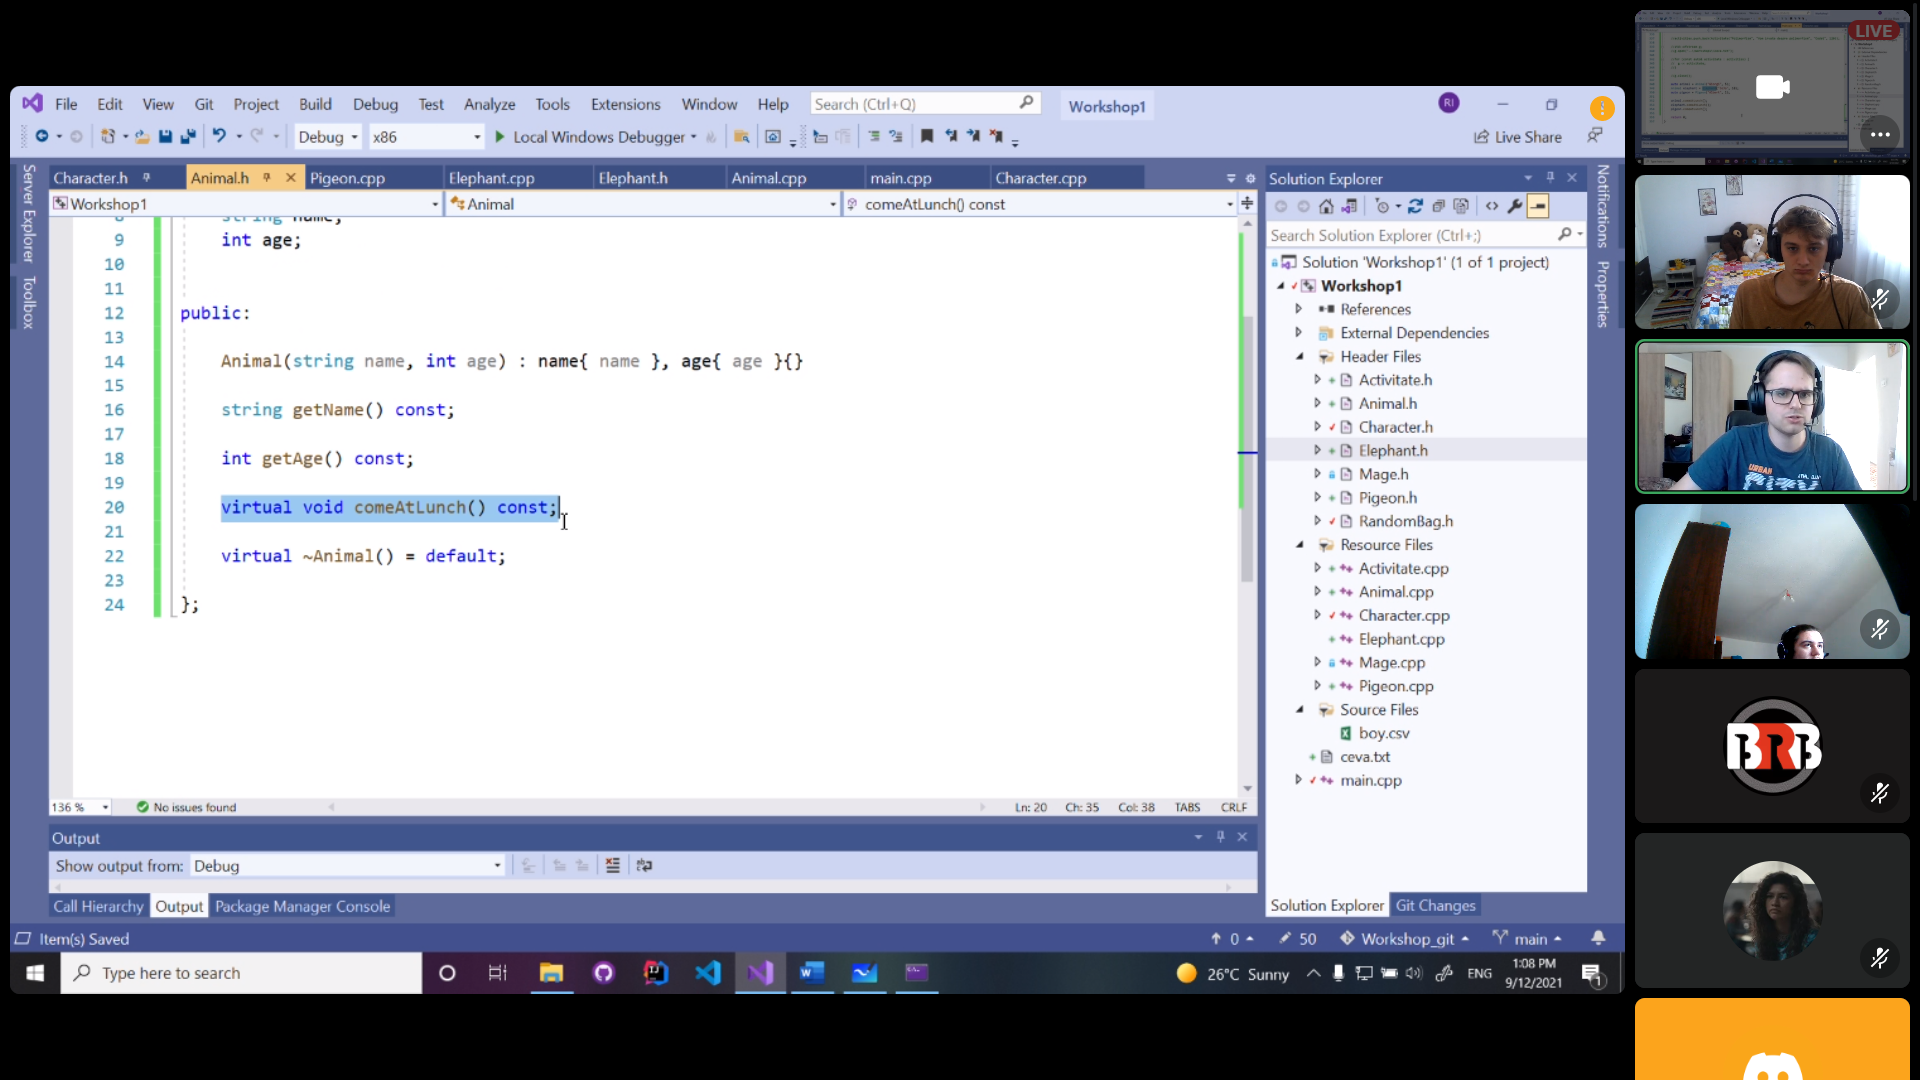 File Edit View Git Project Build Debug Test Analyze Tools Extensions Window Help Search (Ctrl+Q) Workshop1 RI
Debug x86 Local Windows Debugger Live Share
Server Explorer
Toolbox
Character.h Animal.h Pigeon.cpp Elephant.cpp Elephant.h Animal.cpp main.cpp Character.cpp
Workshop1 Animal comeAtLunch() const
8 string name;
9 int age;
10
11
12 public:
13
14 Animal(string name, int age) : name{ name }, age{ age }{}
15
16 string getName() const;
17
18 int getAge() const;
19
20 virtual void comeAtLunch() const;
21
22 virtual ~Animal() = default;
23
24 };
136 % No issues found Ln: 20 Ch: 35 Col: 38 TABS CRLF
Output
Show output from: Debug
Call Hierarchy Output Package Manager Console
Solution Explorer
Search Solution Explorer (Ctrl+;)
Solution 'Workshop1' (1 of 1 project)
Workshop1
References
External Dependencies
Header Files
Activitate.h
Animal.h
Character.h
Elephant.h
Mage.h
Pigeon.h
RandomBag.h
Resource Files
Activitate.cpp
Animal.cpp
Character.cpp
Elephant.cpp
Mage.cpp
Pigeon.cpp
Source Files
boy.csv
ceva.txt
main.cpp
Solution Explorer Git Changes
Notifications
Properties
Item(s) Saved 0 50 Workshop_git main
Type here to search 26°C Sunny ENG 1:08 PM
9/12/2021
1
LIVE
URBAN
BRB